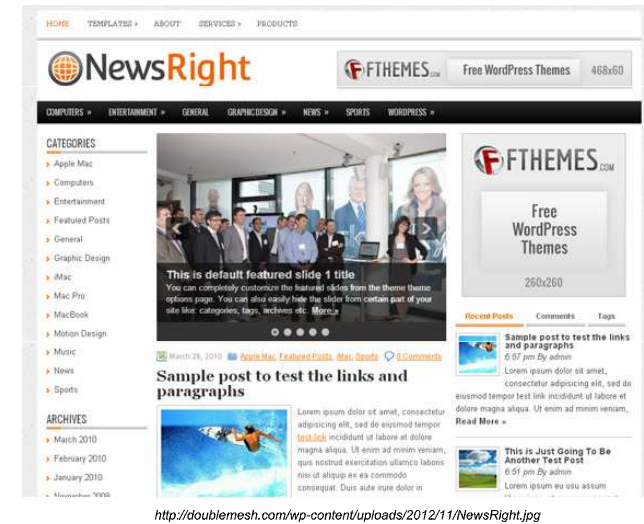 HOME TEMPLATES » ABOUT SERVICES » PRODUCTS
NewsRight
FTHEMES.COM Free WordPress Themes 468x60
COMPUTERS » ENTERTAINMENT » GENERAL GRAPHIC DESIGN » NEWS » SPORTS WORDPRESS »
CATEGORIES
Apple Mac
Computers
Entertainment
Featured Posts
General
Graphic Design
iMac
Mac Pro
MacBook
Motion Design
Music
News
Sports
ARCHIVES
March 2010
February 2010
January 2010
November 2009
This is default featured slide 1 title
You can completely customize the featured slides from the theme theme
options page. You can also easily hide the slider from certain part of your
site like: categories, tags, archives etc. More »
March 28, 2010 Apple Mac, Featured Posts, iMac, Sports 8 Comments
Sample post to test the links and
paragraphs
Lorem ipsum dolor sit amet, consectetur
adipisicing elit, sed do eiusmod tempor
test link incididunt ut labore et dolore
magna aliqua. Ut enim ad minim veniam,
quis nostrud exercitation ullamco laboris
nisi ut aliquip ex ea commodo
consequat. Duis aute irure dolor in
FTHEMES.COM
Free
WordPress
Themes
260x260
Recent Posts Comments Tags
Sample post to test the links
and paragraphs
6:57 pm By admin
Lorem ipsum dolor sit amet,
consectetur adipisicing elit, sed do
eiusmod tempor test link incididunt ut labore et
dolore magna aliqua. Ut enim ad minim veniam,
Read More »
This is Just Going To Be
Another Test Post
6:51 pm By admin
Lorem ipsum eu usu assum
http://doublemesh.com/wp-content/uploads/2012/11/NewsRight.jpg